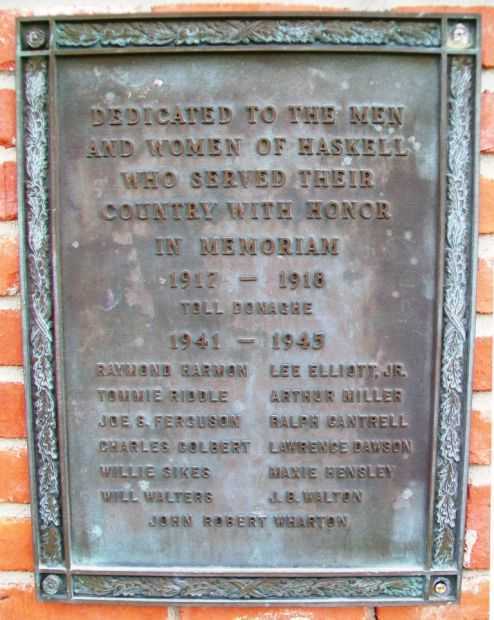 DEDICATED TO THE MEN
AND WOMEN OF HASKELL
WHO SERVED THEIR
COUNTRY WITH HONOR
IN MEMORIAM
1917 — 1918
TOLL DONAGHE
1941 — 1945
RAYMOND HARMON LEE ELLIOTT, JR.
TOMMIE RIDDLE ARTHUR MILLER
JOE S. FERGUSON RALPH CANTRELL
CHARLES COLBERT LAWRENCE DAWSON
WILLIE SIKES MAXIE HENSLEY
WILL WALTERS J. B. WALTON
JOHN ROBERT WHARTON